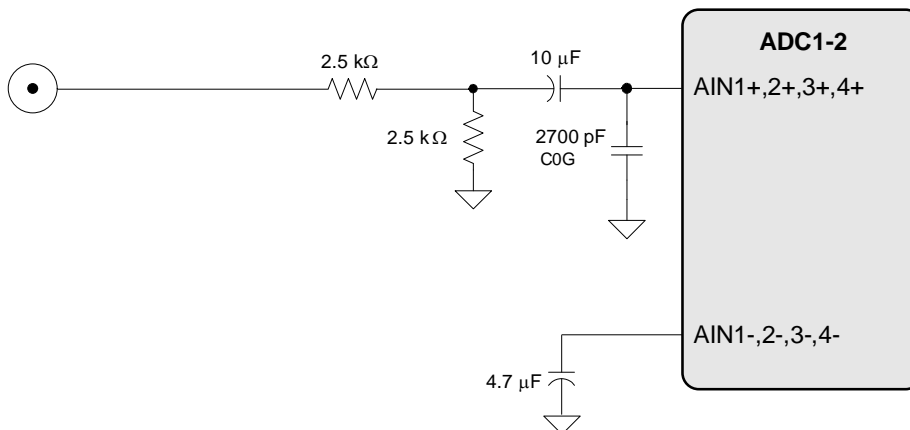 ADC1-2
2.5 kΩ
10 μF
AIN1+,2+,3+,4+
2.5 kΩ
2700 pF
C0G
AIN1-,2-,3-,4-
4.7 μF